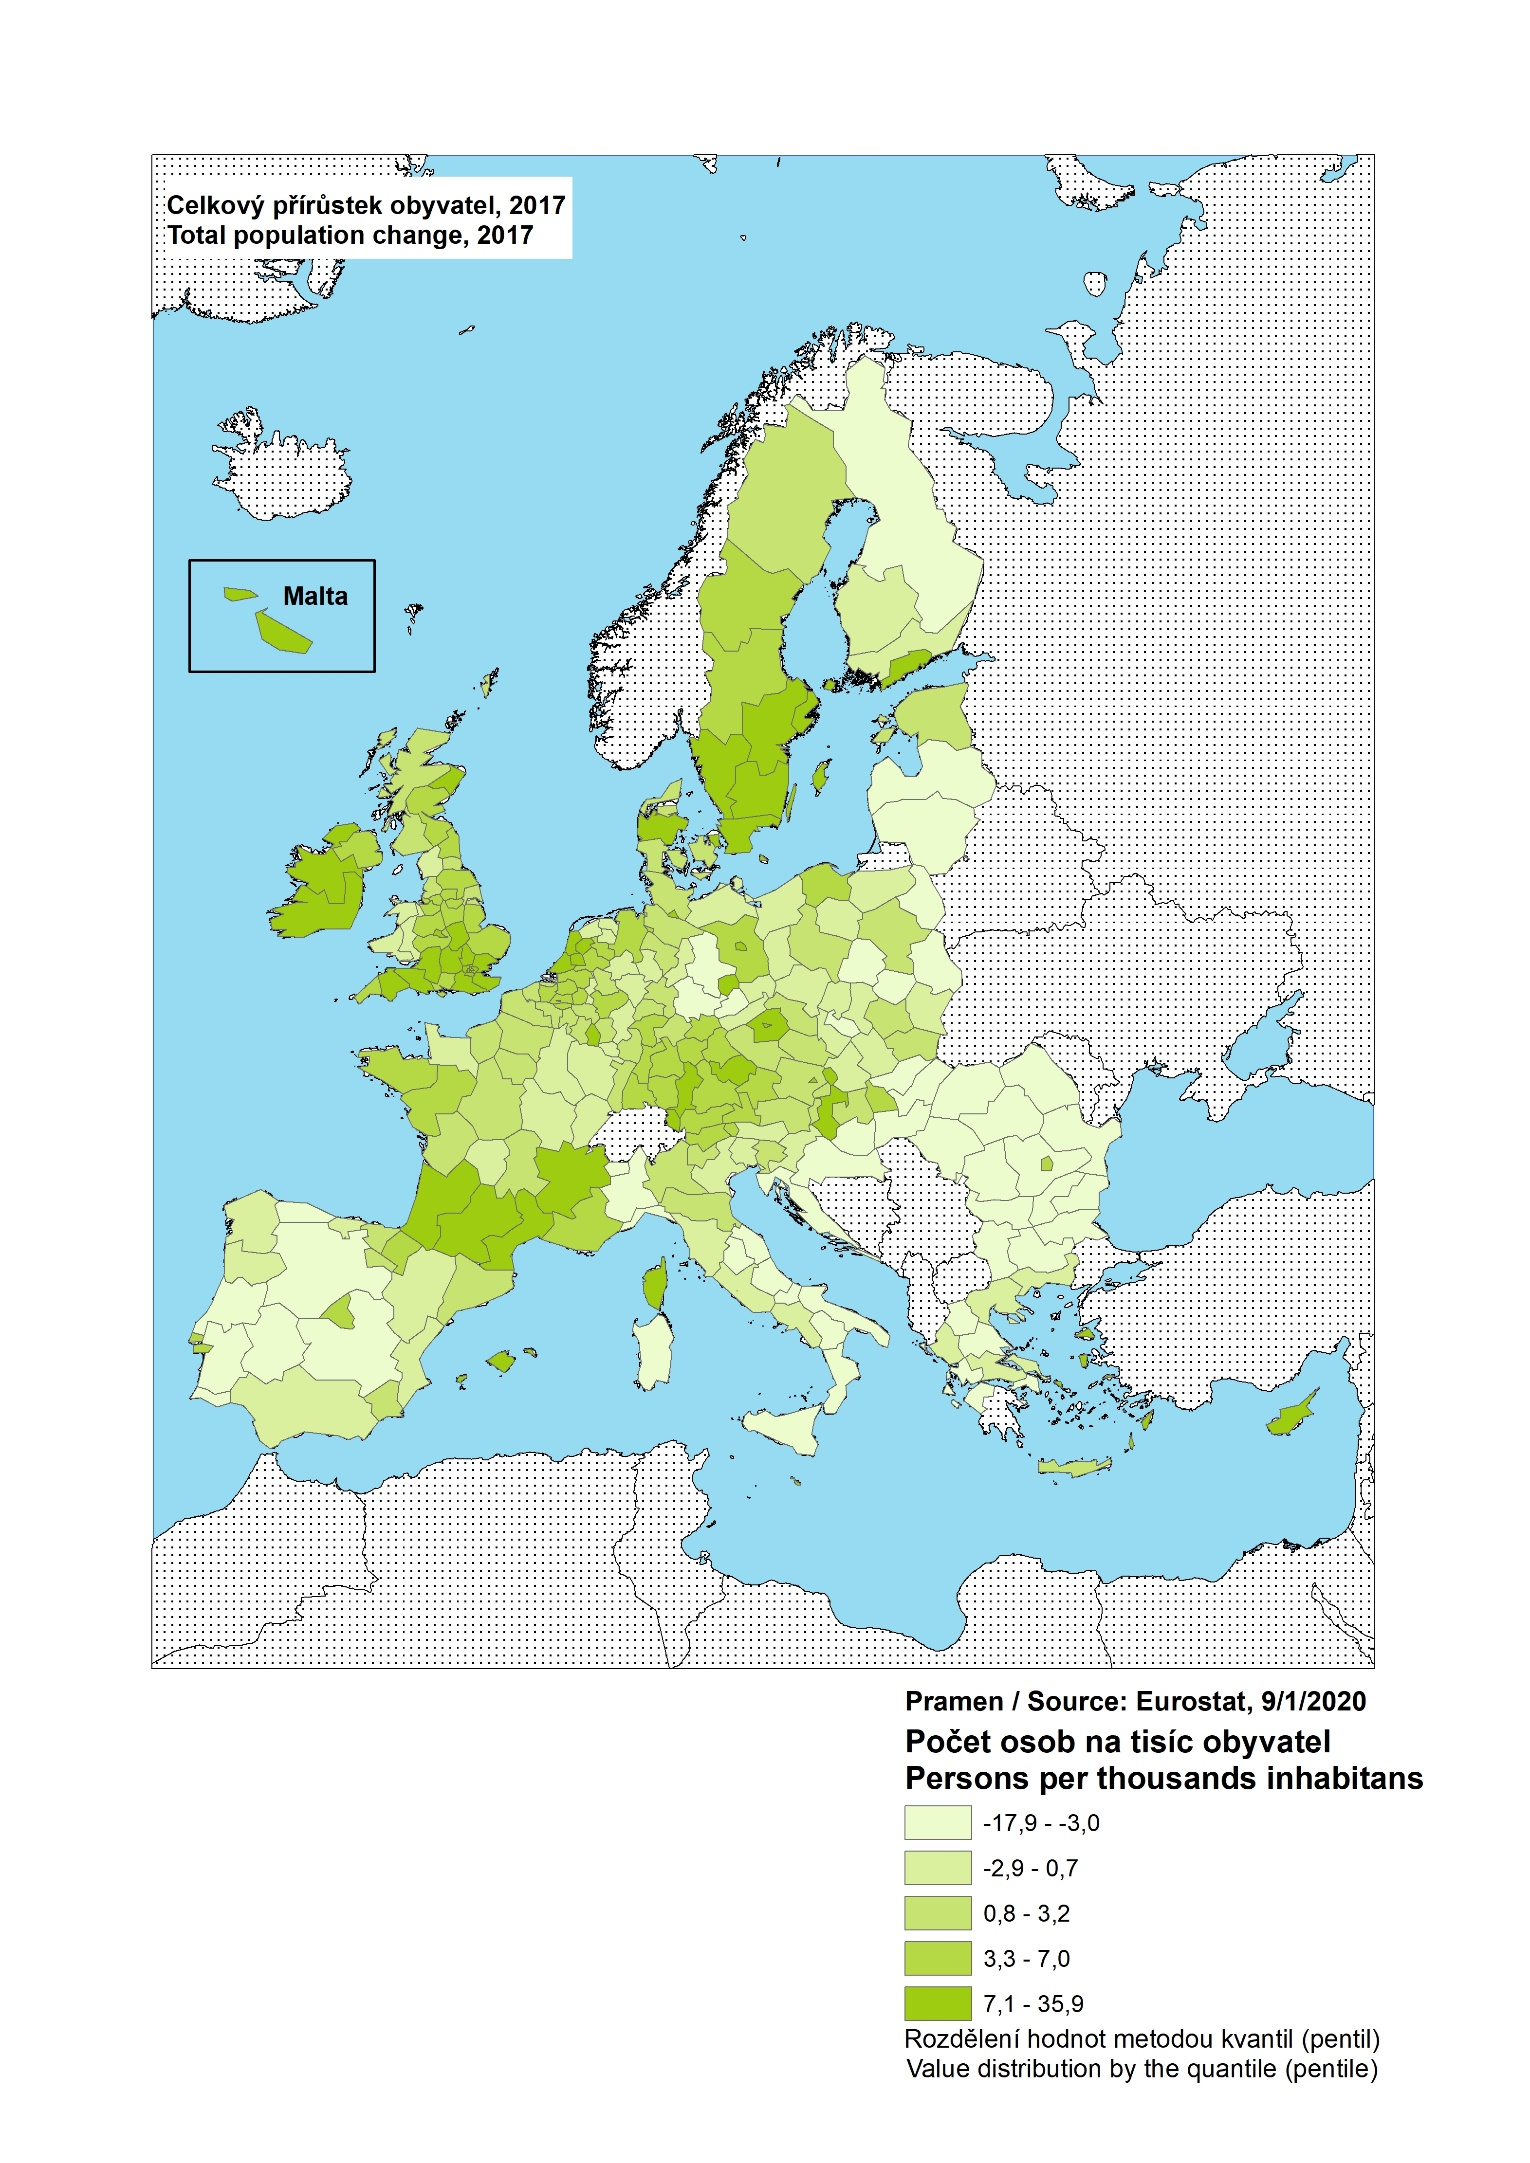 Celkový přírůstek obyvatel, 2017
Total population change, 2017
Malta
Pramen / Source: Eurostat, 9/1/2020
Počet osob na tisíc obyvatel
Persons per thousands inhabitans
-17,9 - -3,0
-2,9 - 0,7
0,8 - 3,2
3,3 - 7,0
7,1 - 35,9
Rozdělení hodnot metodou kvantil (pentil)
Value distribution by the quantile (pentile)